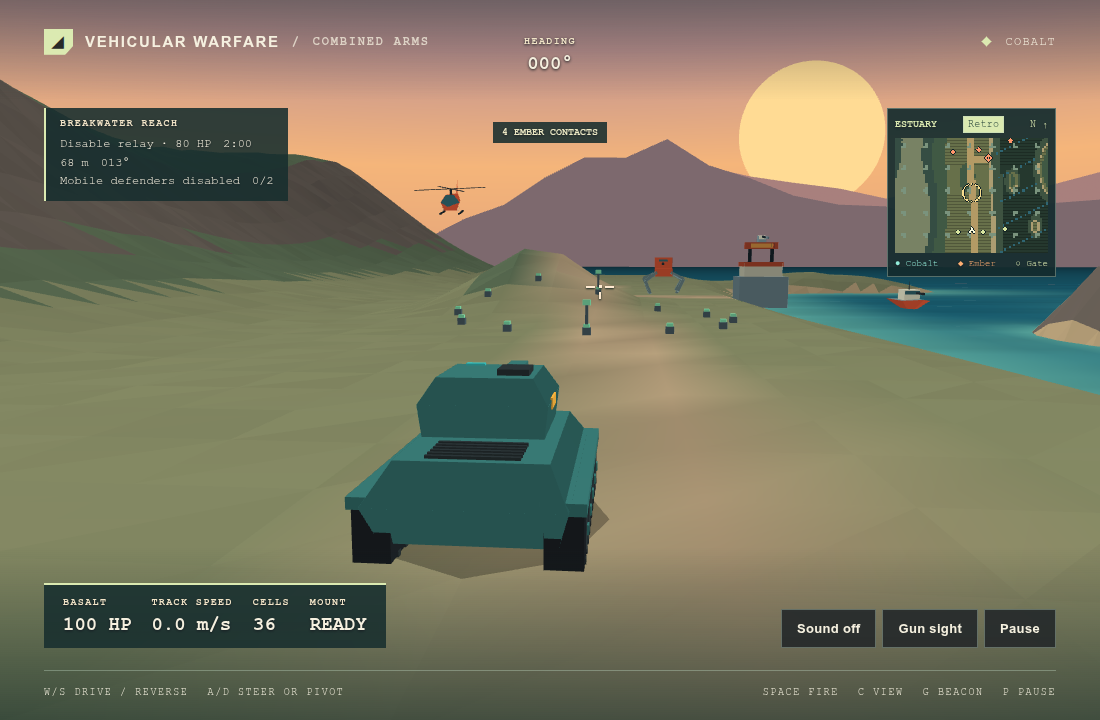 VEHICULAR WARFARE / COMBINED ARMS
HEADING
000°
COBALT
BREAKWATER REACH
Disable relay · 80 HP 2:00
68 m 013°
Mobile defenders disabled 0/2
4 EMBER CONTACTS
ESTUARY Retro N ↑
Cobalt Ember Gate
BASALT TRACK SPEED CELLS MOUNT
100 HP 0.0 m/s 36 READY
Sound off Gun sight Pause
W/S DRIVE / REVERSE A/D STEER OR PIVOT
SPACE FIRE C VIEW G BEACON P PAUSE